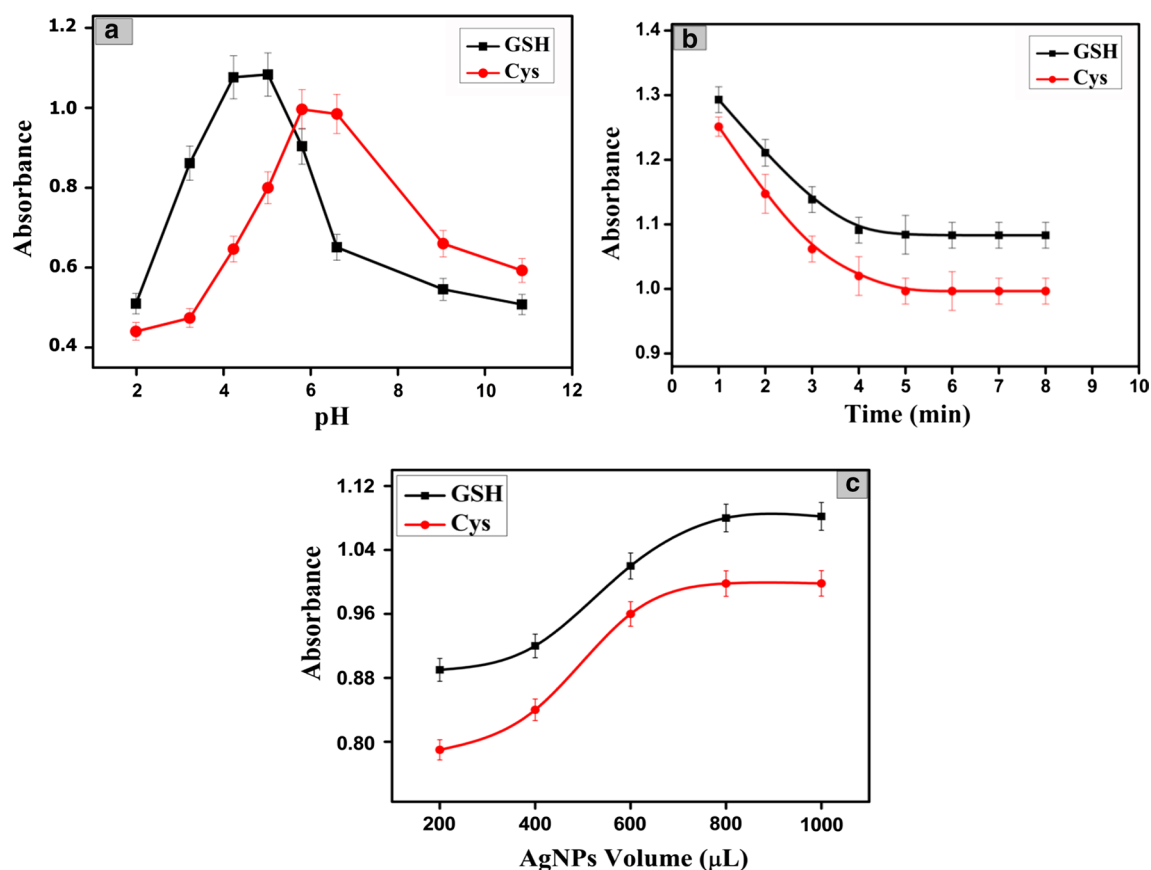 a
GSH
Cys
1.2
1.0
0.8
0.6
0.4
Absorbance
2 4 6 8 10 12
pH
b
GSH
Cys
1.4
1.3
1.2
1.1
1.0
0.9
Absorbance
0 1 2 3 4 5 6 7 8 9 10
Time (min)
c
GSH
Cys
1.12
1.04
0.96
0.88
0.80
Absorbance
200 400 600 800 1000
AgNPs Volume (μL)